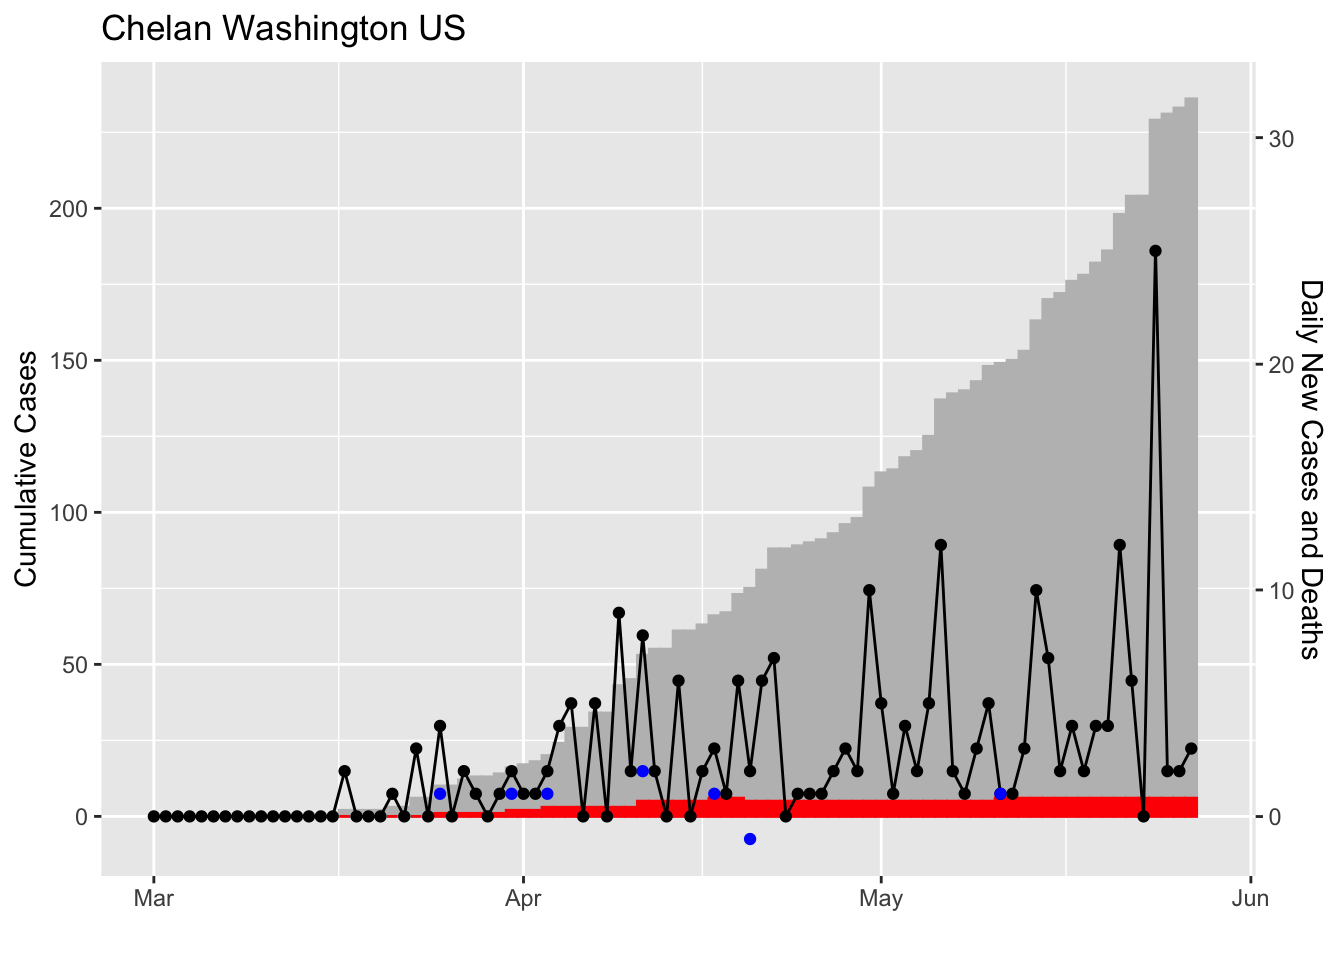 Chelan Washington US
Cumulative Cases
200
150
100
50
0
30
20
10
0
Daily New Cases and Deaths
Mar
Apr
May
Jun